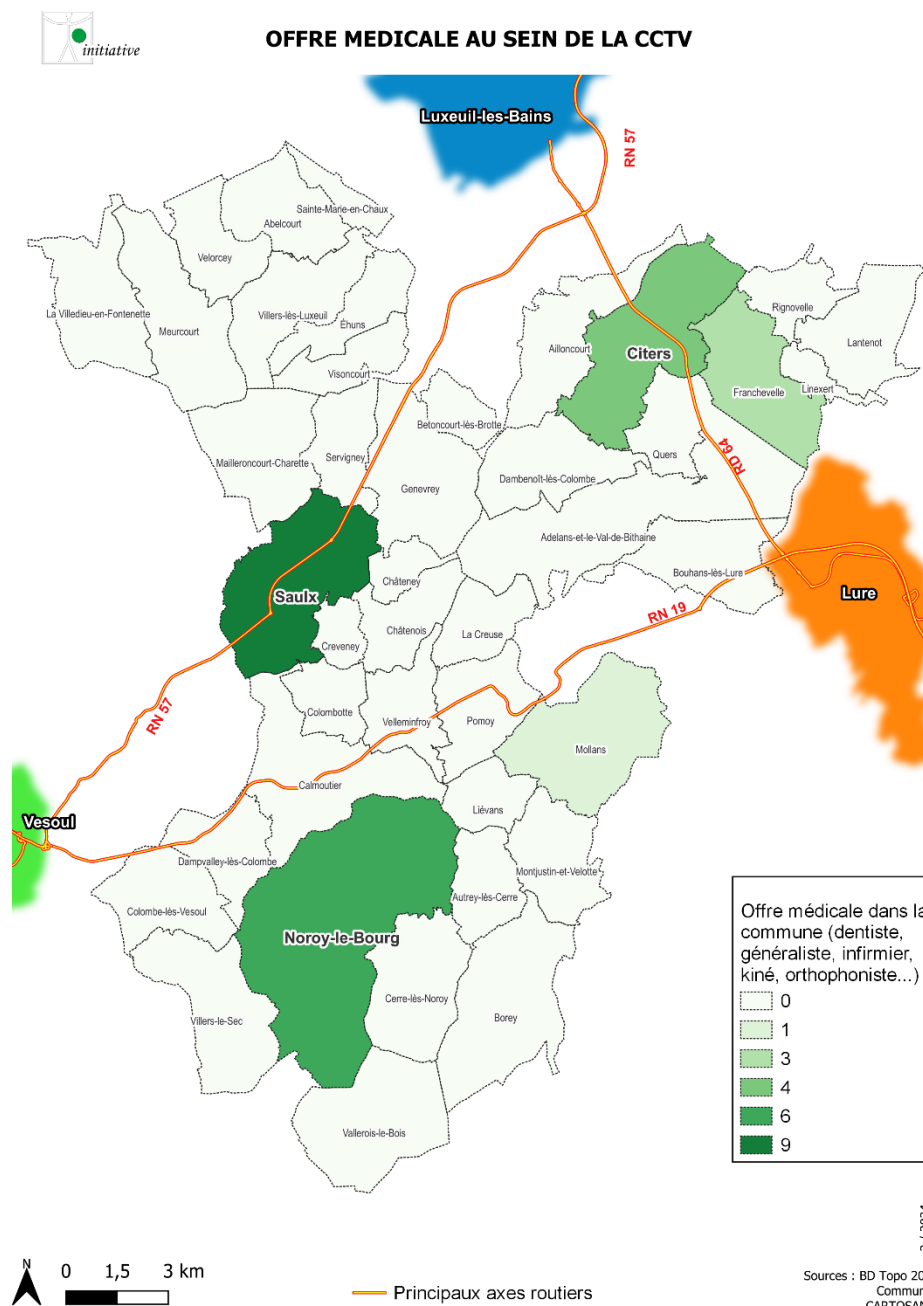 initiative
OFFRE MEDICALE AU SEIN DE LA CCTV
Luxeuil-les-Bains
RN 57
Sainte-Marie-en-Chaux
Abelcourt
Velorcey
La Villedieu-en-Fontenette
Villers-lès-Luxeuil
Éhuns
Meurcourt
Visoncourt
Rignovelle
Lantenot
Ailloncourt
Citers
Franchevelle
Linexert
Betoncourt-lès-Brotte
Mailleroncourt-Charette
Servigney
Genevrey
Quers
RD 64
Dambenoît-lès-Colombe
Adelans-et-le-Val-de-Bithaine
Bouhans-lès-Lure
Lure
Châteney
Saulx
Châtenois
La Creuse
RN 19
Creveney
Colombotte
Velleminfroy
Pomoy
RN 57
Mollans
Calmoutier
Liévans
Vesoul
Dampvalley-lès-Colombe
Montjustin-et-Velotte
Autrey-lès-Cerre
Colombe-lès-Vesoul
Noroy-le-Bourg
Cerre-lès-Noroy
Borey
Villers-le-Sec
Vallerois-le-Bois
Offre médicale dans la
commune (dentiste,
généraliste, infirmier,
kiné, orthophoniste...)
0
1
3
4
6
9
N
0 1,5 3 km
Principaux axes routiers
Sources : BD Topo